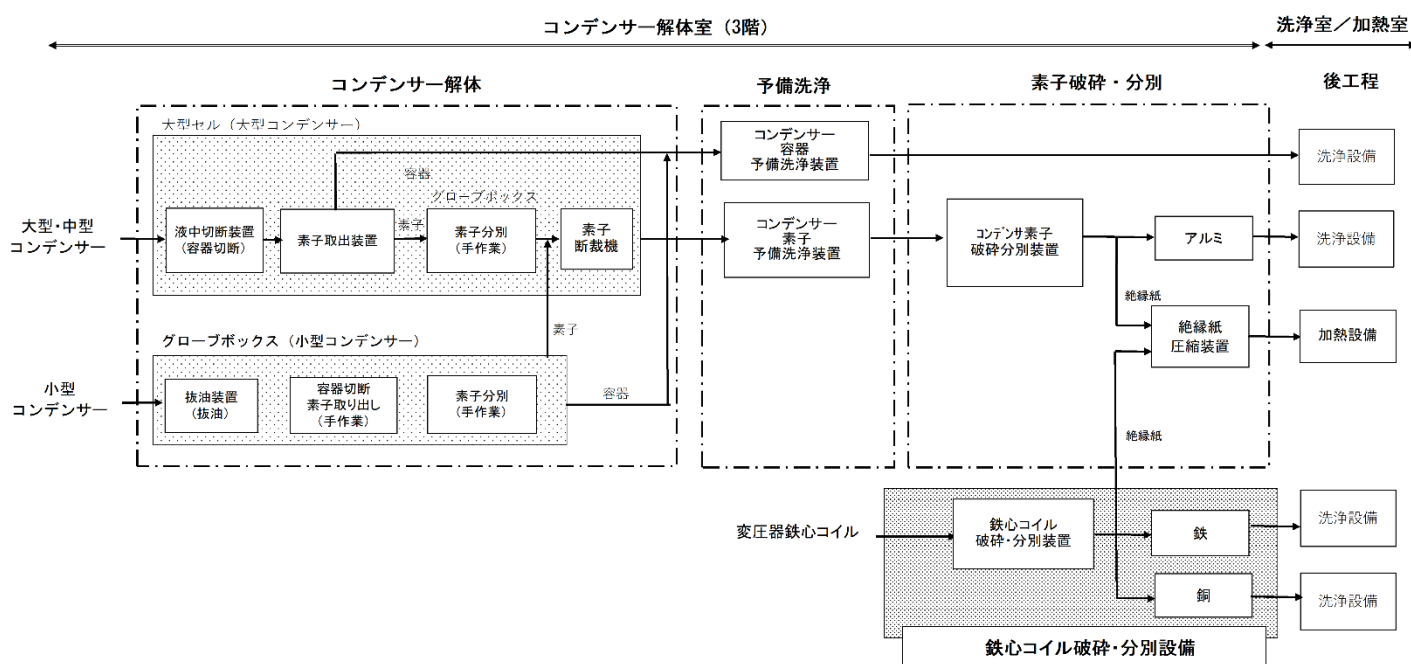 コンデンサー解体室（3階）
洗浄室／加熱室
コンデンサー解体
予備洗浄
素子破砕・分別
後工程
大型セル（大型コンデンサー）
コンデンサー
容器
予備洗浄装置
洗浄設備
容器
グローブボックス
大型・中型
コンデンサー
液中切断装置
（容器切断）
素子取出装置
素子
素子分別
（手作業）
素子
断裁機
コンデンサー
素子
予備洗浄装置
コンデンサ素子
破砕分別装置
アルミ
洗浄設備
絶縁紙
素子
絶縁紙
圧縮装置
加熱設備
グローブボックス（小型コンデンサー）
小型
コンデンサー
抜油装置
（抜油）
容器切断
素子取り出し
（手作業）
素子分別
（手作業）
容器
絶縁紙
変圧器鉄心コイル
鉄心コイル
破砕・分別装置
鉄
洗浄設備
銅
洗浄設備
鉄心コイル破砕・分別設備